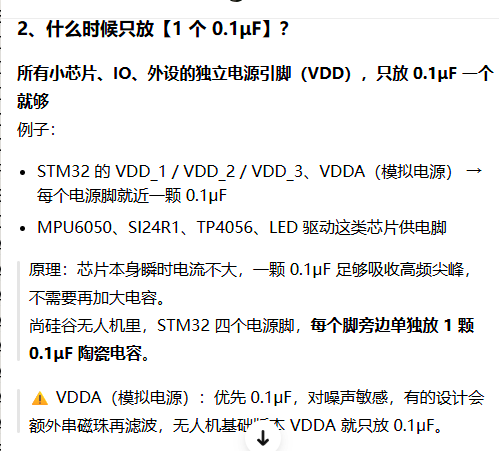 2、什么时候只放【1 个 0.1μF】?
所有小芯片、IO、外设的独立电源引脚（VDD），只放 0.1μF 一个
就够
例子：
• STM32 的 VDD_1 / VDD_2 / VDD_3、VDDA（模拟电源） →
每个电源脚就近一颗 0.1μF
• MPU6050、SI24R1、TP4056、LED 驱动这类芯片供电脚
原理：芯片本身瞬时电流不大，一颗 0.1μF 足够吸收高频尖峰，
不需要再加大电容。
尚硅谷无人机里，STM32 四个电源脚，每个脚旁边单独放 1 颗
0.1μF 陶瓷电容。
⚠️ VDDA（模拟电源）：优先 0.1μF，对噪声敏感，有的设计会
额外串磁珠再滤波，无人机基础版本 VDDA 就只放 0.1μF。